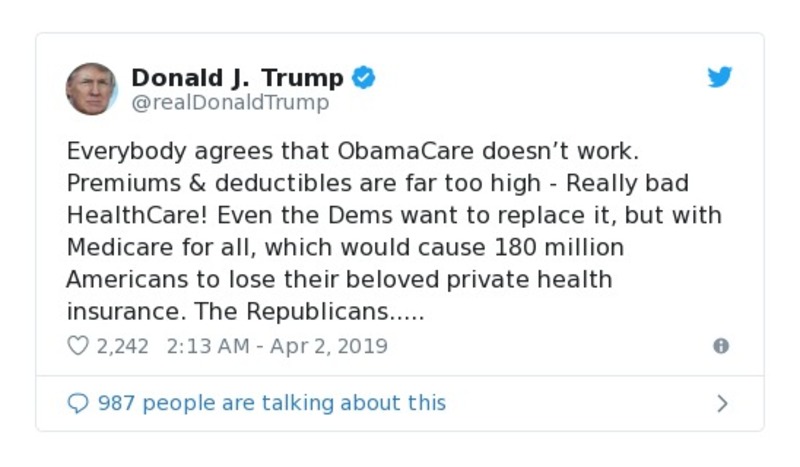 Donald J. Trump
@realDonaldTrump
Everybody agrees that ObamaCare doesn’t work.
Premiums & deductibles are far too high - Really bad
HealthCare! Even the Dems want to replace it, but with
Medicare for all, which would cause 180 million
Americans to lose their beloved private health
insurance. The Republicans.....
2,242 2:13 AM - Apr 2, 2019
987 people are talking about this